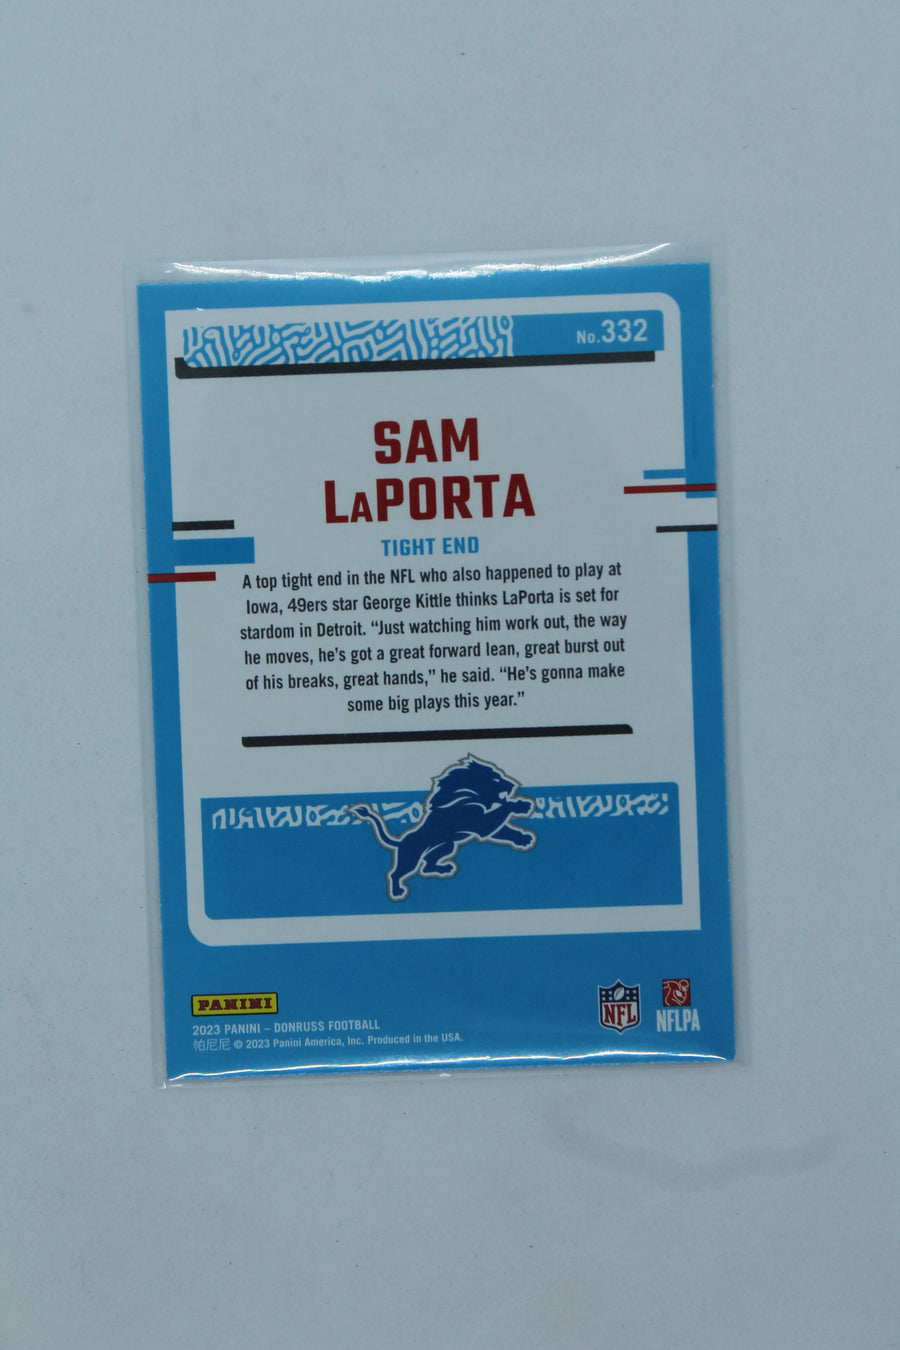 No.332
SAM
LaPORTA
TIGHT END
A top tight end in the NFL who also happened to play at
Iowa, 49ers star George Kittle thinks LaPorta is set for
stardom in Detroit. “Just watching him work out, the way
he moves, he's got a great forward lean, great burst out
of his breaks, great hands,” he said. “He’s gonna make
some big plays this year.”
PANINI
2023 PANINI – DONRUSS FOOTBALL
帕尼尼 © 2023 Panini America, Inc. Produced in the USA.
NFL
NFLPA